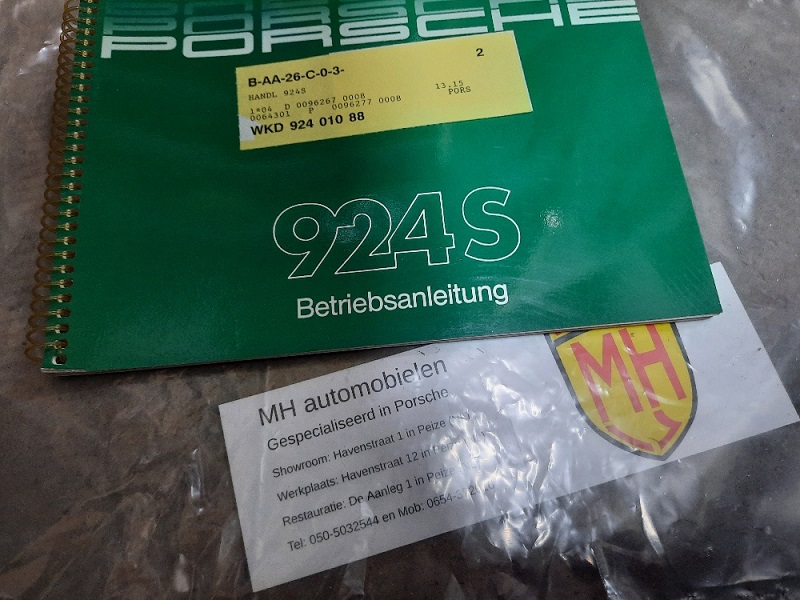 PORSCHE
PORSCHE
B-AA-26-C-0-3- 2
HANDL 924S 13,15
1*04 D 0096267 0008 PORS
0064301 P 0096277 0008
WKD 924 010 88
924S
Betriebsanleitung
MH automobielen
Gespecialiseerd in Porsche
Showroom: Havenstraat 1 in Peize
Werkplaats: Havenstraat 12 in
Restauratie: De Aanleg 1 in Peize
Tel: 050-5032544 en Mob:
MH